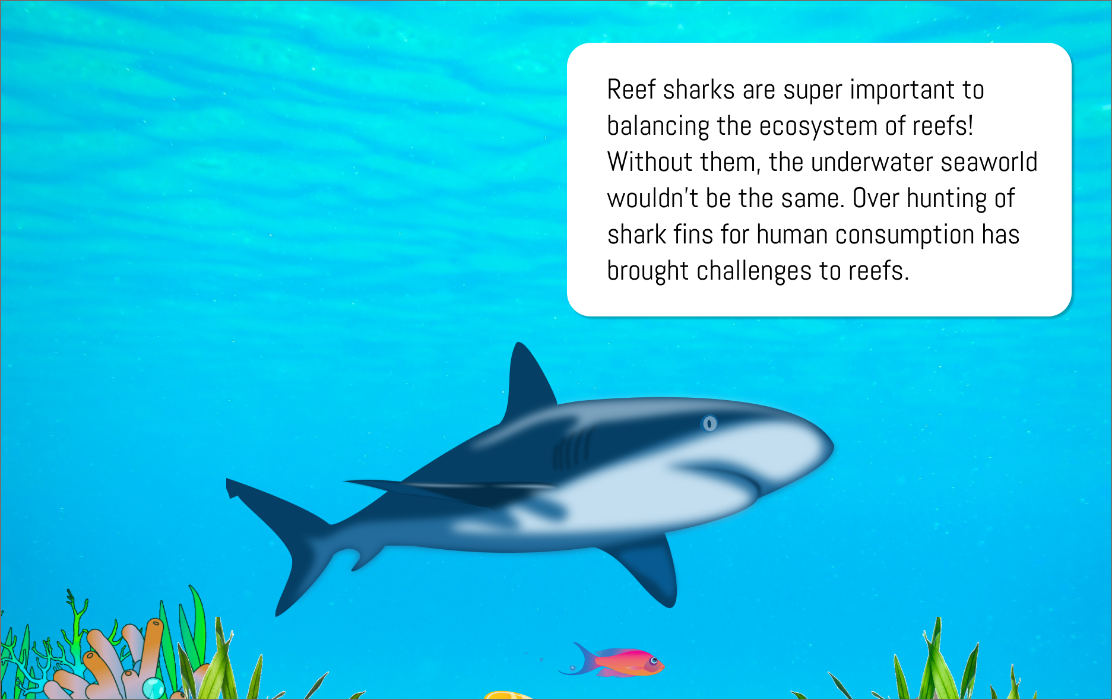 Reef sharks are super important to
balancing the ecosystem of reefs!
Without them, the underwater seaworld
wouldn't be the same. Over hunting of
shark fins for human consumption has
brought challenges to reefs.